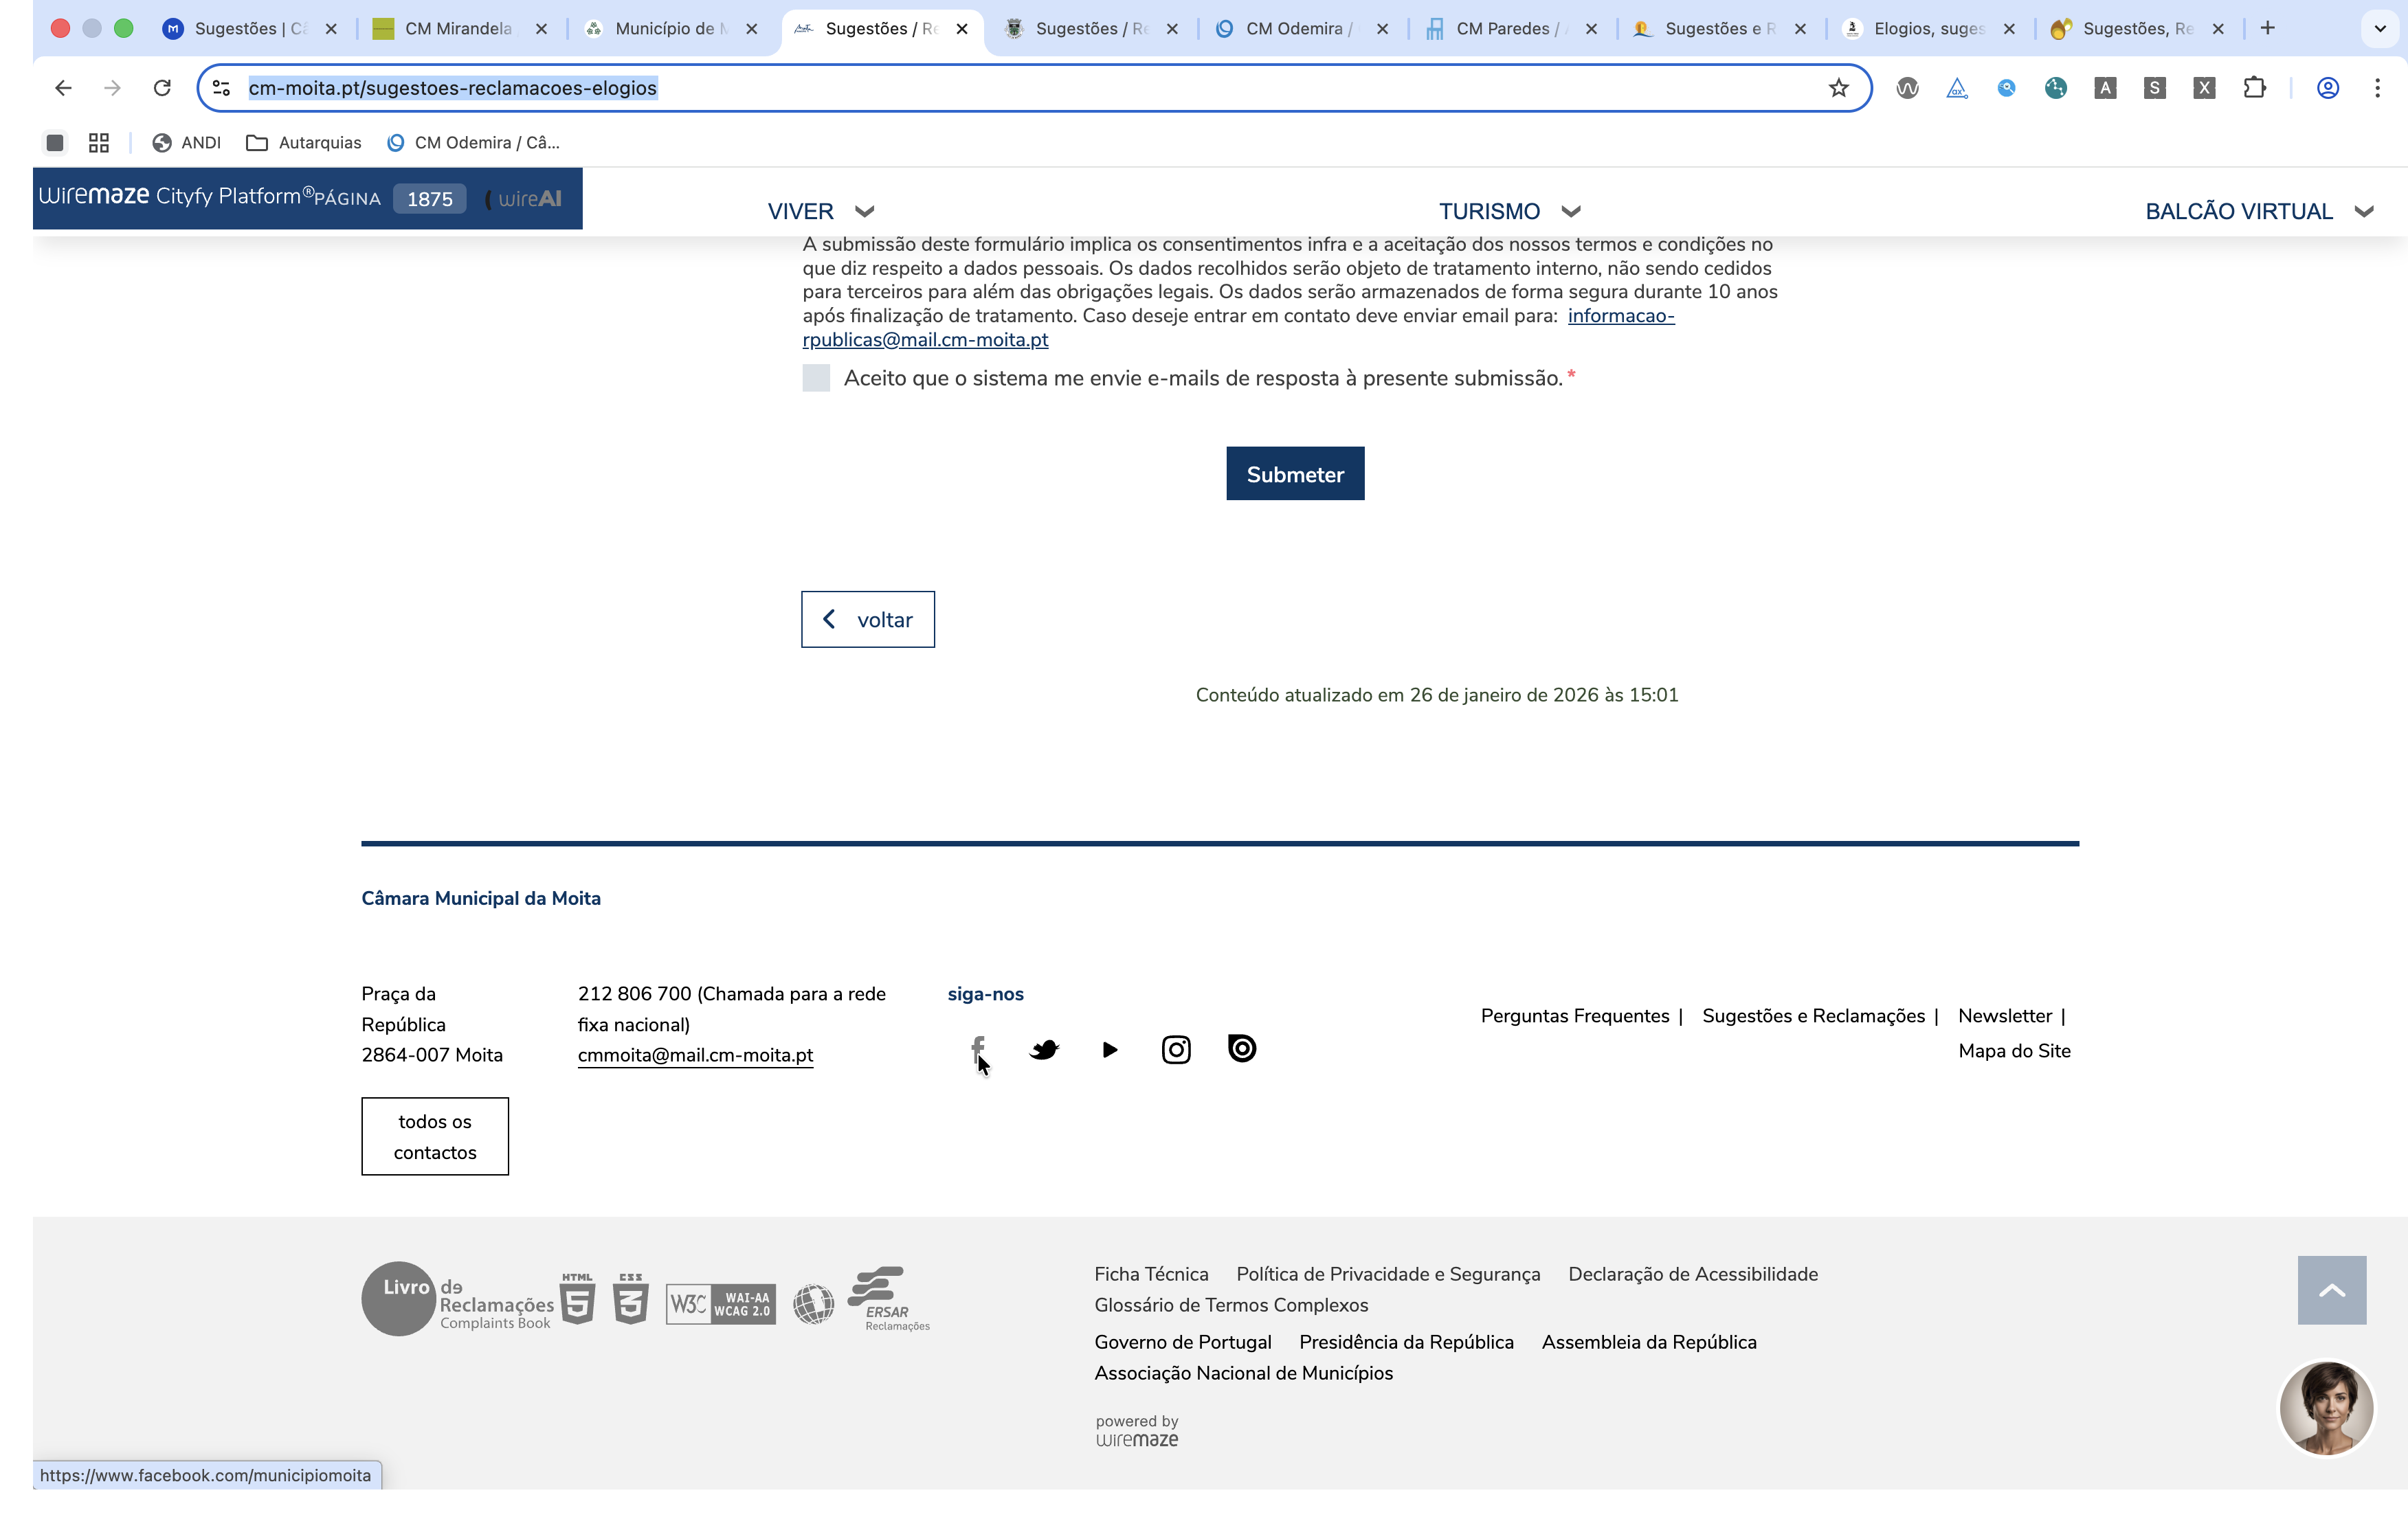 Sugestões | Câ
CM Mirandela
Município de M
Sugestões / Re
Sugestões / Re
CM Odemira /
CM Paredes /
Sugestões e R
Elogios, suges
Sugestões, Re
cm-moita.pt/sugestoes-reclamacoes-elogios
ANDI
Autarquias
CM Odemira / Câ...
wiremaze Cityfy Platform® PÁGINA 1875 wireAI
VIVER
TURISMO
BALCÃO VIRTUAL
A submissão deste formulário implica os consentimentos infra e a aceitação dos nossos termos e condições no
que diz respeito a dados pessoais. Os dados recolhidos serão objeto de tratamento interno, não sendo cedidos
para terceiros para além das obrigações legais. Os dados serão armazenados de forma segura durante 10 anos
após finalização de tratamento. Caso deseje entrar em contato deve enviar email para: informacao-
rpublicas@mail.cm-moita.pt
Aceito que o sistema me envie e-mails de resposta à presente submissão. *
Submeter
voltar
Conteúdo atualizado em 26 de janeiro de 2026 às 15:01
Câmara Municipal da Moita
Praça da
República
2864-007 Moita
212 806 700 (Chamada para a rede
fixa nacional)
cmmoita@mail.cm-moita.pt
siga-nos
Perguntas Frequentes |
Sugestões e Reclamações |
Newsletter |
Mapa do Site
todos os
contactos
Livro de
Reclamações
Complaints Book
HTML
5
CSS
3
W3C
WAI-AA
WCAG 2.0
ERSAR
Reclamações
Ficha Técnica
Política de Privacidade e Segurança
Declaração de Acessibilidade
Glossário de Termos Complexos
Governo de Portugal
Presidência da República
Assembleia da República
Associação Nacional de Municípios
powered by
wiremaze
https://www.facebook.com/municipiomoita